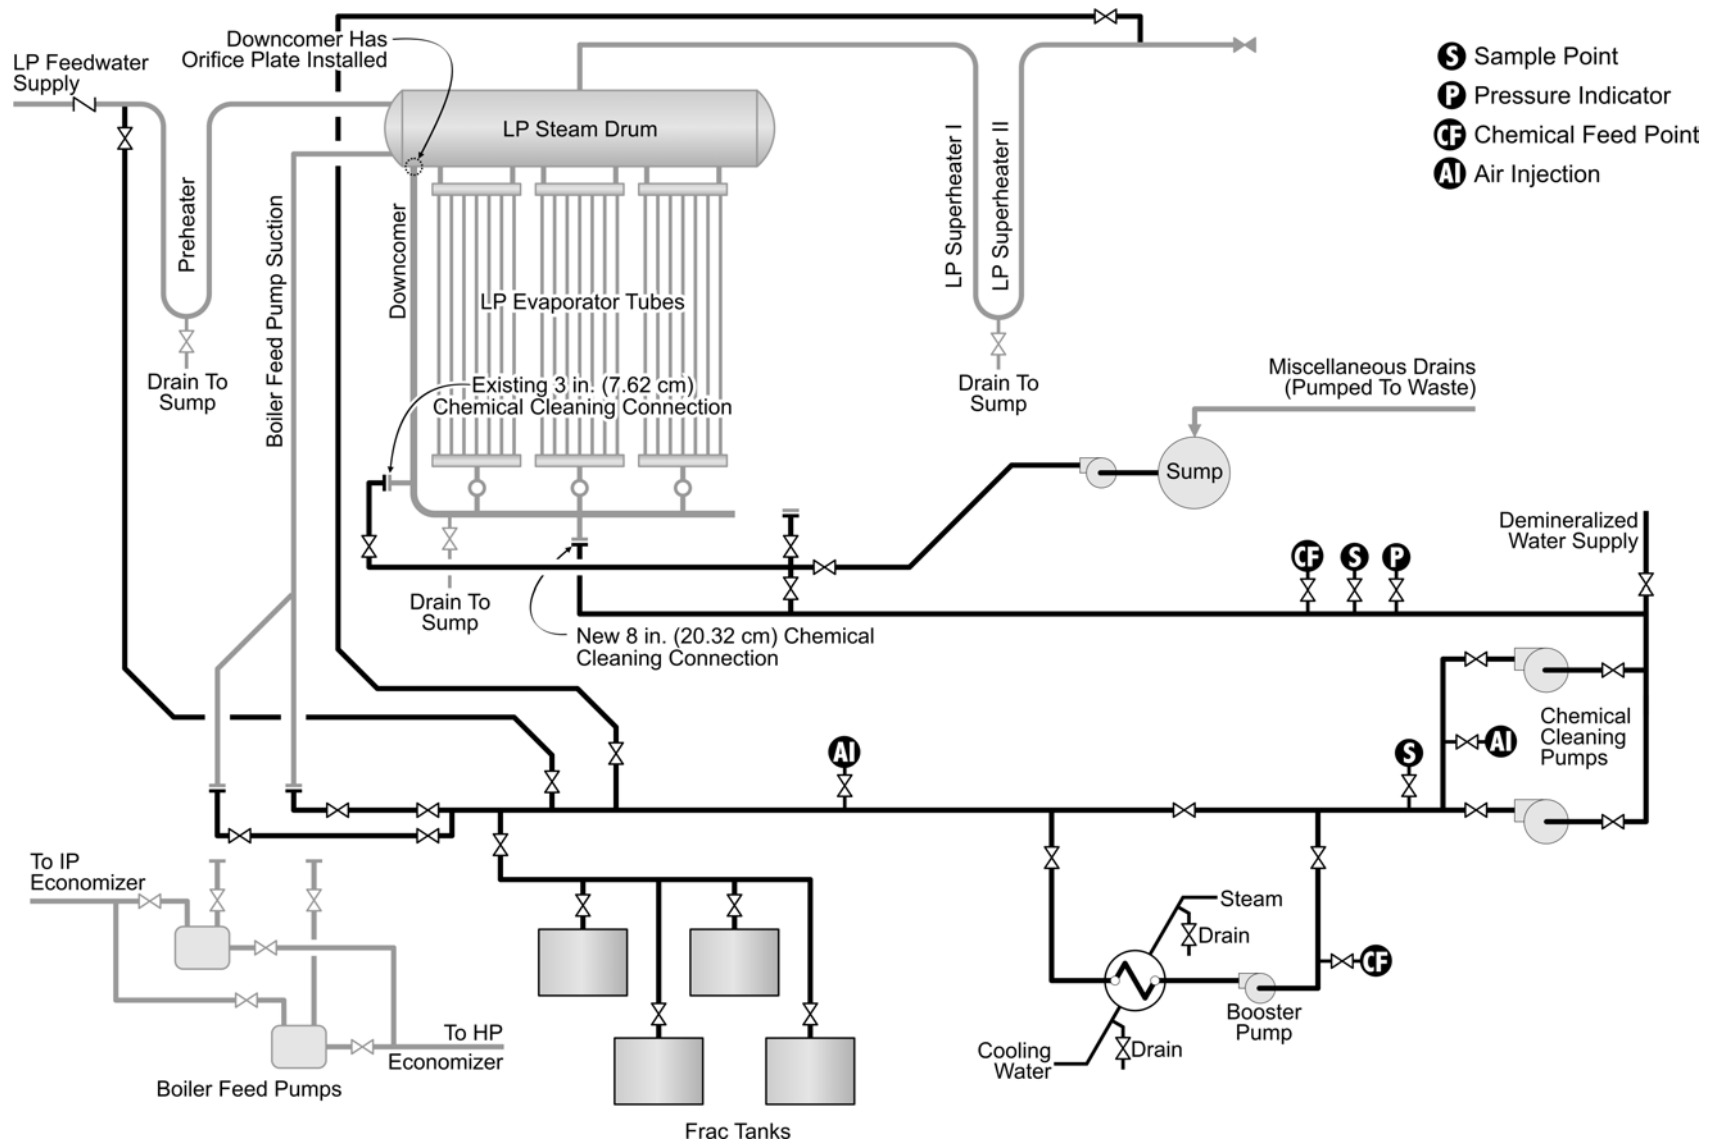 Downcomer Has
Orifice Plate Installed
LP Feedwater
Supply
LP Steam Drum
S Sample Point
P Pressure Indicator
CF Chemical Feed Point
AI Air Injection
Preheater
Boiler Feed Pump Suction
Downcomer
LP Evaporator Tubes
LP Superheater I
LP Superheater II
Drain To
Sump
Existing 3 in. (7.62 cm)
Chemical Cleaning Connection
Drain To
Sump
Miscellaneous Drains
(Pumped To Waste)
Sump
Demineralized
Water Supply
CF
S
P
Drain To
Sump
New 8 in. (20.32 cm) Chemical
Cleaning Connection
Chemical
Cleaning
Pumps
AI
S
AI
To IP
Economizer
Steam
Drain
CF
Booster
Pump
Cooling
Water
Drain
To HP
Economizer
Boiler Feed Pumps
Frac Tanks